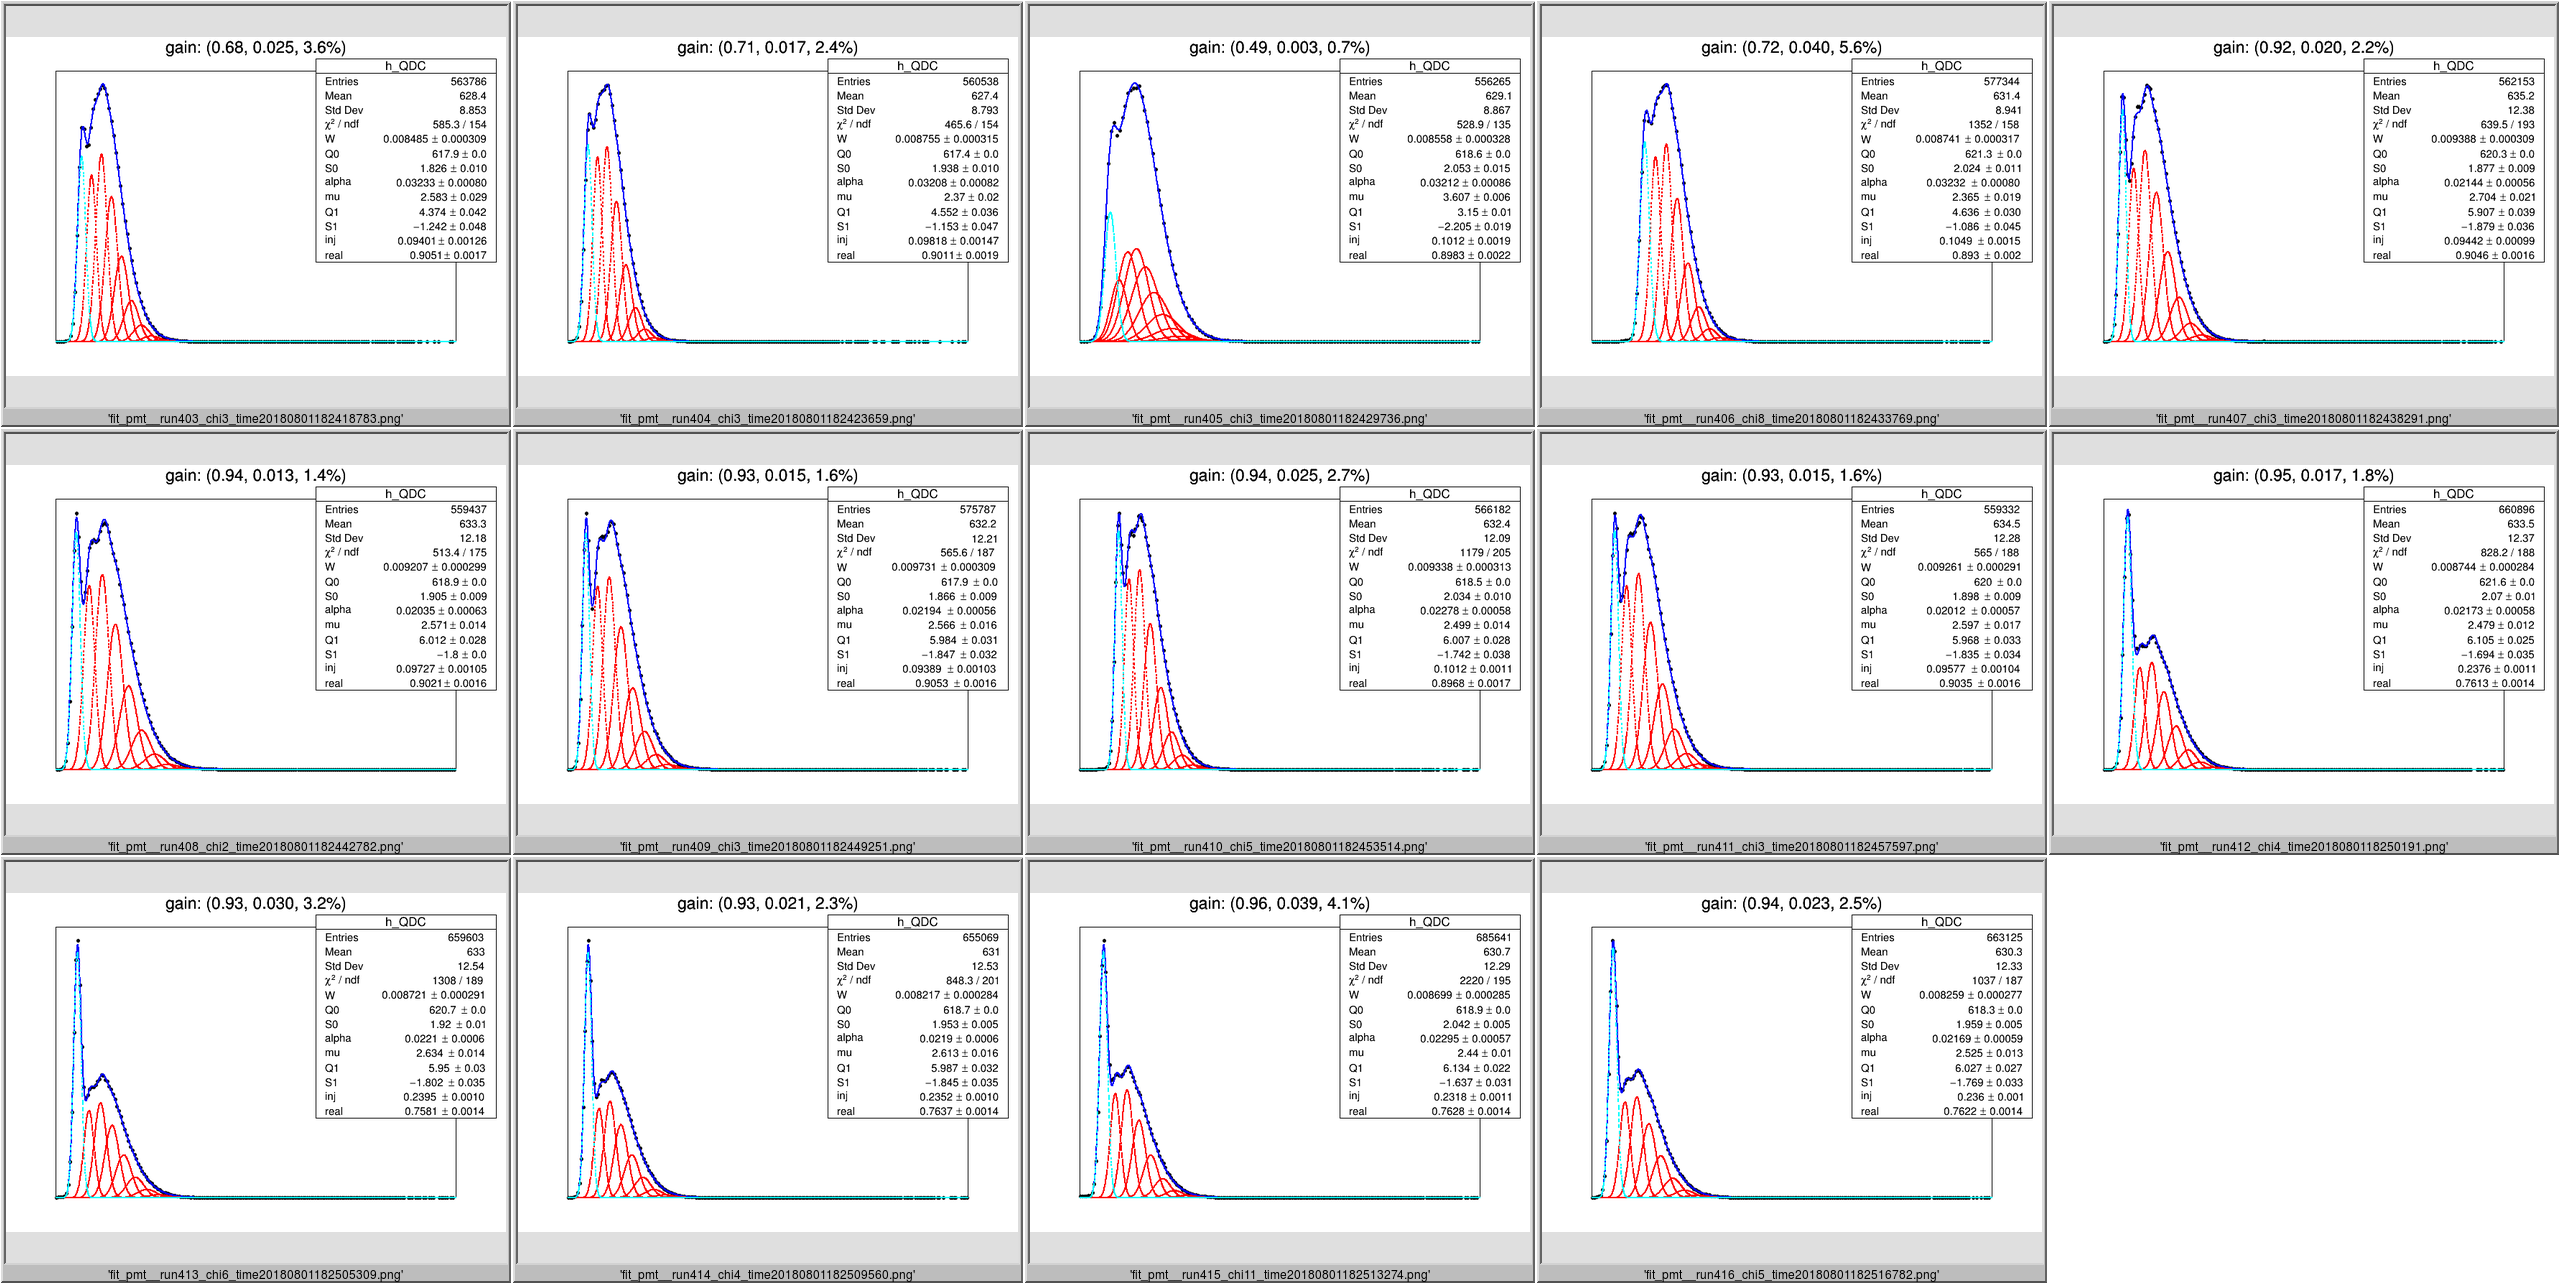 gain: (0.68, 0.025, 3.6%)
h_QDC
Entries 563786
Mean 628.4
Std Dev 8.853
χ² / ndf 585.3 / 154
W 0.008485 ± 0.000309
Q0 617.9 ± 0.0
S0 1.826 ± 0.010
alpha 0.03233 ± 0.00080
mu 2.583 ± 0.029
Q1 4.374 ± 0.042
S1 −1.242 ± 0.048
inj 0.09401 ± 0.00126
real 0.9051 ± 0.0017
'fit_pmt__run403_chi3_time20180801182418783.png'
gain: (0.71, 0.017, 2.4%)
h_QDC
Entries 560538
Mean 627.4
Std Dev 8.793
χ² / ndf 465.6 / 154
W 0.008755 ± 0.000315
Q0 617.4 ± 0.0
S0 1.938 ± 0.010
alpha 0.03208 ± 0.00082
mu 2.37 ± 0.02
Q1 4.552 ± 0.036
S1 −1.153 ± 0.047
inj 0.09818 ± 0.00147
real 0.9011 ± 0.0019
'fit_pmt__run404_chi3_time20180801182423659.png'
gain: (0.49, 0.003, 0.7%)
h_QDC
Entries 556265
Mean 629.1
Std Dev 8.867
χ² / ndf 528.9 / 135
W 0.008558 ± 0.000328
Q0 618.6 ± 0.0
S0 2.053 ± 0.015
alpha 0.03212 ± 0.00086
mu 3.607 ± 0.006
Q1 3.15 ± 0.01
S1 −2.205 ± 0.019
inj 0.1012 ± 0.0019
real 0.8983 ± 0.0022
'fit_pmt__run405_chi3_time20180801182429736.png'
gain: (0.72, 0.040, 5.6%)
h_QDC
Entries 577344
Mean 631.4
Std Dev 8.941
χ² / ndf 1352 / 158
W 0.008741 ± 0.000317
Q0 621.3 ± 0.0
S0 2.024 ± 0.011
alpha 0.03232 ± 0.00080
mu 2.365 ± 0.019
Q1 4.636 ± 0.030
S1 −1.086 ± 0.045
inj 0.1049 ± 0.0015
real 0.893 ± 0.002
'fit_pmt__run406_chi8_time20180801182433769.png'
gain: (0.92, 0.020, 2.2%)
h_QDC
Entries 562153
Mean 635.2
Std Dev 12.38
χ² / ndf 639.5 / 193
W 0.009388 ± 0.000309
Q0 620.3 ± 0.0
S0 1.877 ± 0.009
alpha 0.02144 ± 0.00056
mu 2.704 ± 0.021
Q1 5.907 ± 0.039
S1 −1.879 ± 0.036
inj 0.09442 ± 0.00099
real 0.9046 ± 0.0016
'fit_pmt__run407_chi3_time20180801182438291.png'
gain: (0.94, 0.013, 1.4%)
h_QDC
Entries 559437
Mean 633.3
Std Dev 12.18
χ² / ndf 513.4 / 175
W 0.009207 ± 0.000299
Q0 618.9 ± 0.0
S0 1.905 ± 0.009
alpha 0.02035 ± 0.00063
mu 2.571 ± 0.014
Q1 6.012 ± 0.028
S1 −1.8 ± 0.0
inj 0.09727 ± 0.00105
real 0.9021 ± 0.0016
'fit_pmt__run408_chi2_time20180801182442782.png'
gain: (0.93, 0.015, 1.6%)
h_QDC
Entries 575787
Mean 632.2
Std Dev 12.21
χ² / ndf 565.6 / 187
W 0.009731 ± 0.000309
Q0 617.9 ± 0.0
S0 1.866 ± 0.009
alpha 0.02194 ± 0.00056
mu 2.566 ± 0.016
Q1 5.984 ± 0.031
S1 −1.847 ± 0.032
inj 0.09389 ± 0.00103
real 0.9053 ± 0.0016
'fit_pmt__run409_chi3_time20180801182449251.png'
gain: (0.94, 0.025, 2.7%)
h_QDC
Entries 566182
Mean 632.4
Std Dev 12.09
χ² / ndf 1179 / 205
W 0.009338 ± 0.000313
Q0 618.5 ± 0.0
S0 2.034 ± 0.010
alpha 0.02278 ± 0.00058
mu 2.499 ± 0.014
Q1 6.007 ± 0.028
S1 −1.742 ± 0.038
inj 0.1012 ± 0.0011
real 0.8968 ± 0.0017
'fit_pmt__run410_chi5_time20180801182453514.png'
gain: (0.93, 0.015, 1.6%)
h_QDC
Entries 559332
Mean 634.5
Std Dev 12.28
χ² / ndf 565 / 188
W 0.009261 ± 0.000291
Q0 620 ± 0.0
S0 1.898 ± 0.009
alpha 0.02012 ± 0.00057
mu 2.597 ± 0.017
Q1 5.968 ± 0.033
S1 −1.835 ± 0.034
inj 0.09577 ± 0.00104
real 0.9035 ± 0.0016
'fit_pmt__run411_chi3_time20180801182457597.png'
gain: (0.95, 0.017, 1.8%)
h_QDC
Entries 660896
Mean 633.5
Std Dev 12.37
χ² / ndf 828.2 / 188
W 0.008744 ± 0.000284
Q0 621.6 ± 0.0
S0 2.07 ± 0.01
alpha 0.02173 ± 0.00058
mu 2.479 ± 0.012
Q1 6.105 ± 0.025
S1 −1.694 ± 0.035
inj 0.2376 ± 0.0011
real 0.7613 ± 0.0014
'fit_pmt__run412_chi4_time2018080118250191.png'
gain: (0.93, 0.030, 3.2%)
h_QDC
Entries 659603
Mean 633
Std Dev 12.54
χ² / ndf 1308 / 189
W 0.008721 ± 0.000291
Q0 620.7 ± 0.0
S0 1.92 ± 0.01
alpha 0.0221 ± 0.0006
mu 2.634 ± 0.014
Q1 5.95 ± 0.03
S1 −1.802 ± 0.035
inj 0.2395 ± 0.0010
real 0.7581 ± 0.0014
'fit_pmt__run413_chi6_time20180801182505309.png'
gain: (0.93, 0.021, 2.3%)
h_QDC
Entries 655069
Mean 631
Std Dev 12.53
χ² / ndf 848.3 / 201
W 0.008217 ± 0.000284
Q0 618.7 ± 0.0
S0 1.953 ± 0.005
alpha 0.0219 ± 0.0006
mu 2.613 ± 0.016
Q1 5.987 ± 0.032
S1 −1.845 ± 0.035
inj 0.2352 ± 0.0010
real 0.7637 ± 0.0014
'fit_pmt__run414_chi4_time20180801182509560.png'
gain: (0.96, 0.039, 4.1%)
h_QDC
Entries 685641
Mean 630.7
Std Dev 12.29
χ² / ndf 2220 / 195
W 0.008699 ± 0.000285
Q0 618.9 ± 0.0
S0 2.042 ± 0.005
alpha 0.02295 ± 0.00057
mu 2.44 ± 0.01
Q1 6.134 ± 0.022
S1 −1.637 ± 0.031
inj 0.2318 ± 0.0011
real 0.7628 ± 0.0014
'fit_pmt__run415_chi11_time20180801182513274.png'
gain: (0.94, 0.023, 2.5%)
h_QDC
Entries 663125
Mean 630.3
Std Dev 12.33
χ² / ndf 1037 / 187
W 0.008259 ± 0.000277
Q0 618.3 ± 0.0
S0 1.959 ± 0.005
alpha 0.02169 ± 0.00059
mu 2.525 ± 0.013
Q1 6.027 ± 0.027
S1 −1.769 ± 0.033
inj 0.236 ± 0.001
real 0.7622 ± 0.0014
'fit_pmt__run416_chi5_time20180801182516782.png'